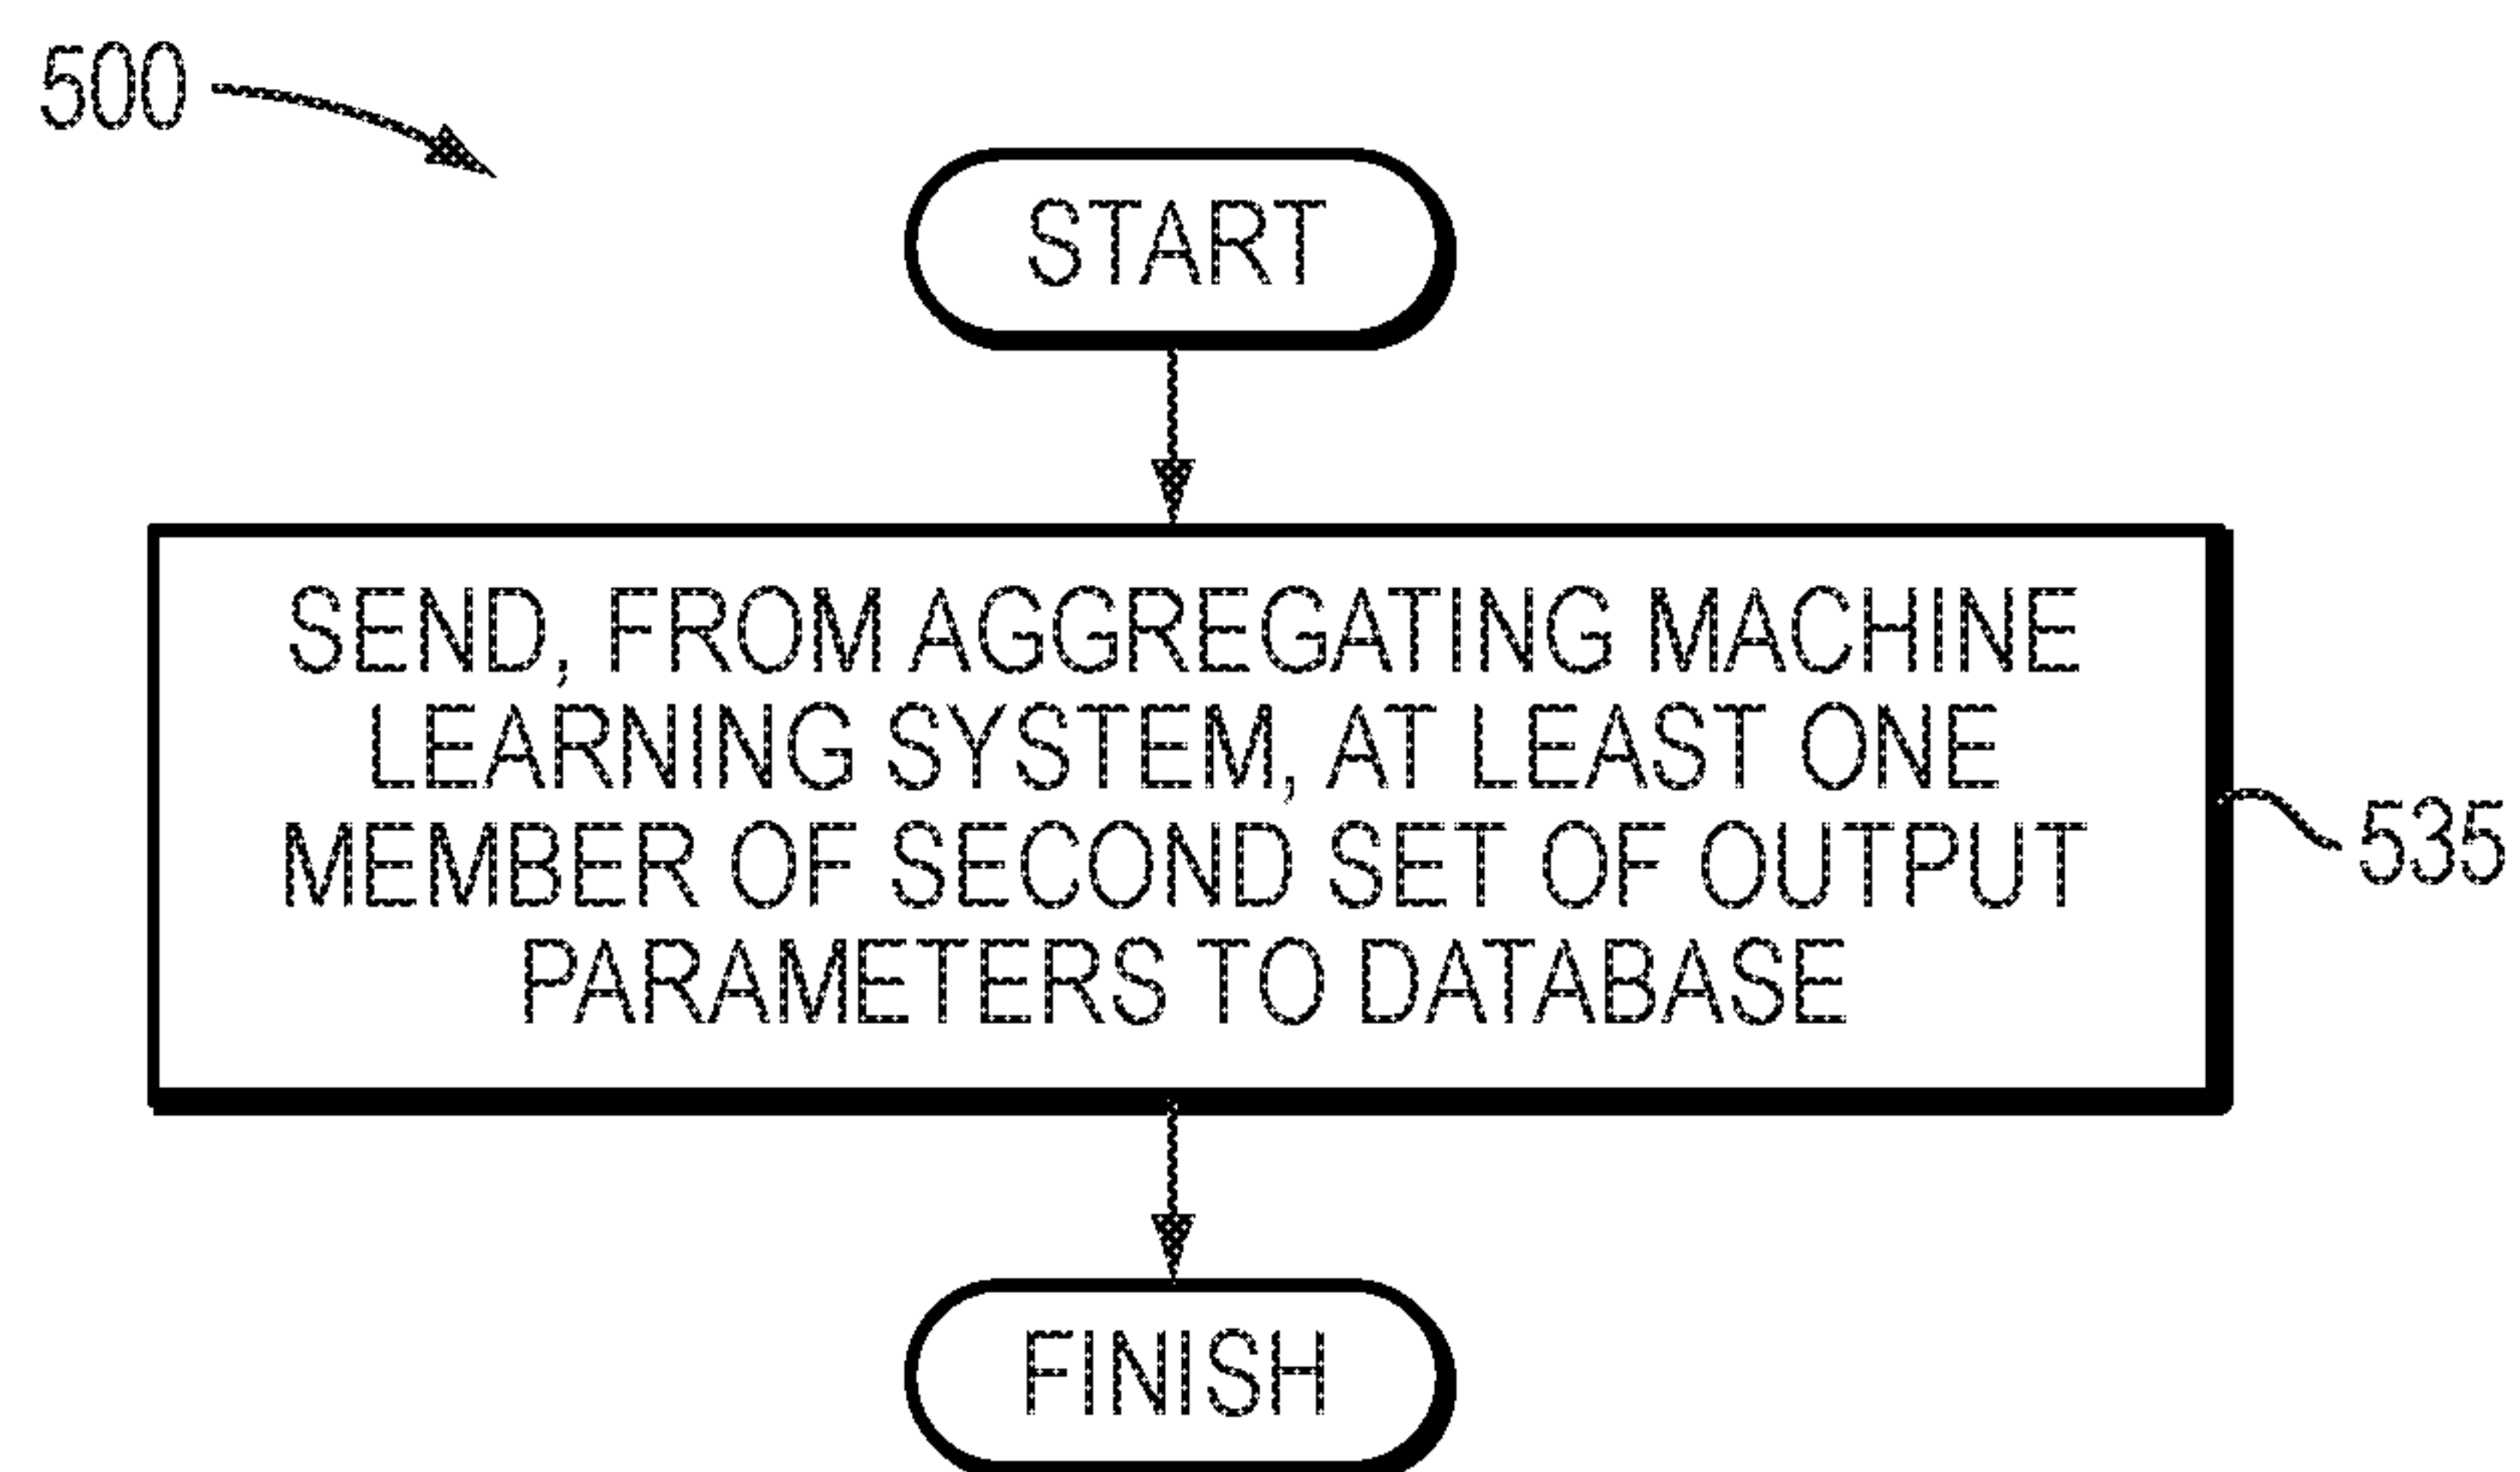 500
START
SEND, FROM AGGREGATING MACHINE
LEARNING SYSTEM, AT LEAST ONE
MEMBER OF SECOND SET OF OUTPUT
PARAMETERS TO DATABASE
535
FINISH